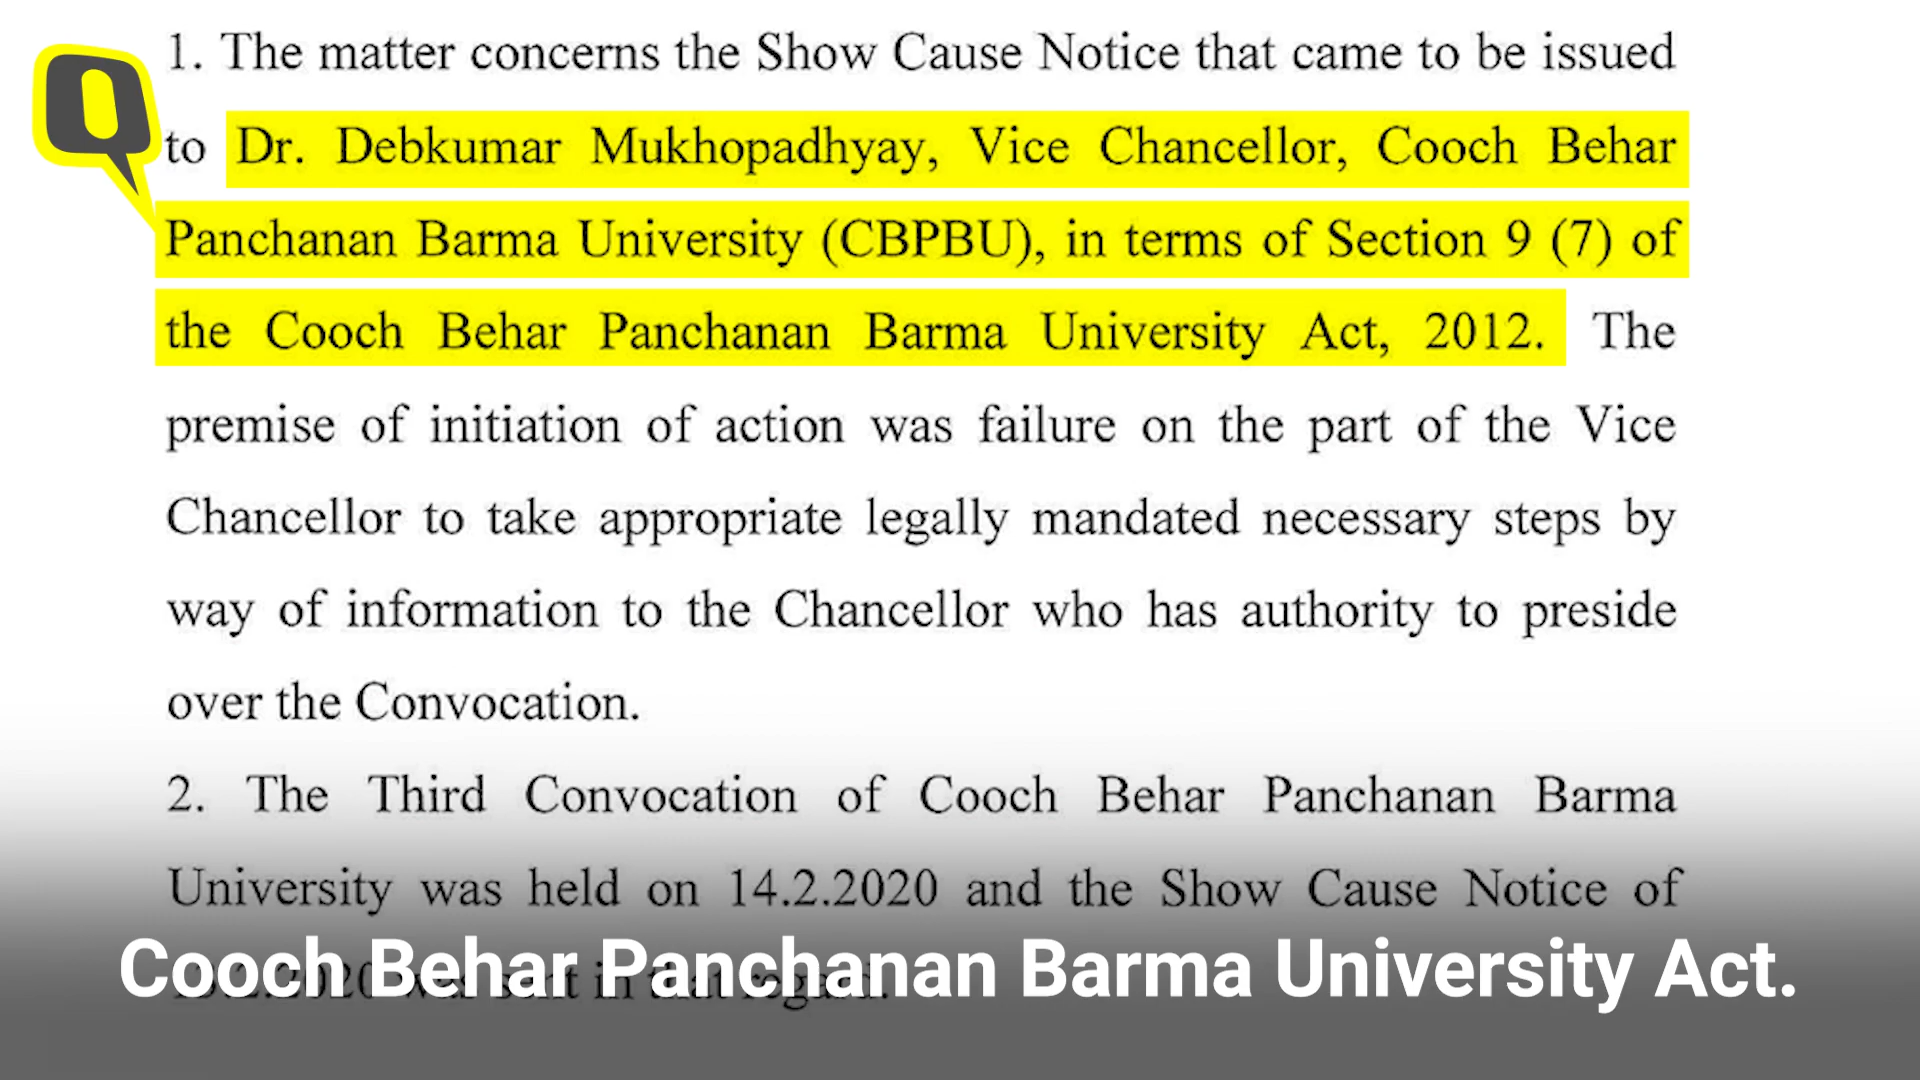 1. The matter concerns the Show Cause Notice that came to be issued
to Dr. Debkumar Mukhopadhyay, Vice Chancellor, Cooch Behar
Panchanan Barma University (CBPBU), in terms of Section 9 (7) of
the Cooch Behar Panchanan Barma University Act, 2012. The
premise of initiation of action was failure on the part of the Vice
Chancellor to take appropriate legally mandated necessary steps by
way of information to the Chancellor who has authority to preside
over the Convocation.
2. The Third Convocation of Cooch Behar Panchanan Barma
University was held on 14.2.2020 and the Show Cause Notice of
was sent in that regard.
Cooch Behar Panchanan Barma University Act.